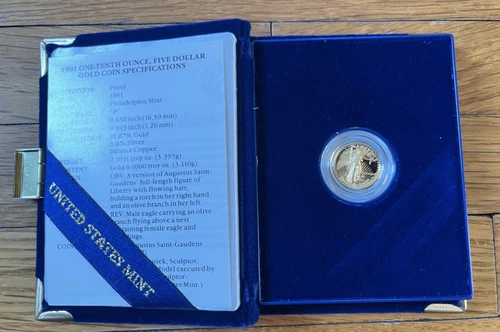 1991 ONE-TENTH OUNCE, FIVE DOLLAR
GOLD COIN SPECIFICATIONS
Proof
1991
Philadelphia Mint
"P"
0.650 inch (16.50 mm)
0.049 inch (1.26 mm)
91.67% Gold
3.0% Silver
balance Copper
0.1091 troy oz. (3.393g)
Gold 0.1000 troy oz. (3.110g)
OBV: A version of Augustus Saint-
Gaudens' full-length figure of
Liberty with flowing hair,
holding a torch in her right hand
and an olive branch in her left.
REV: Male eagle carrying an olive
branch flying above a nest
female eagle and
Augustus Saint-Gaudens
Sculptor,
Model executed by
Mint.)
UNITED STATES MINT